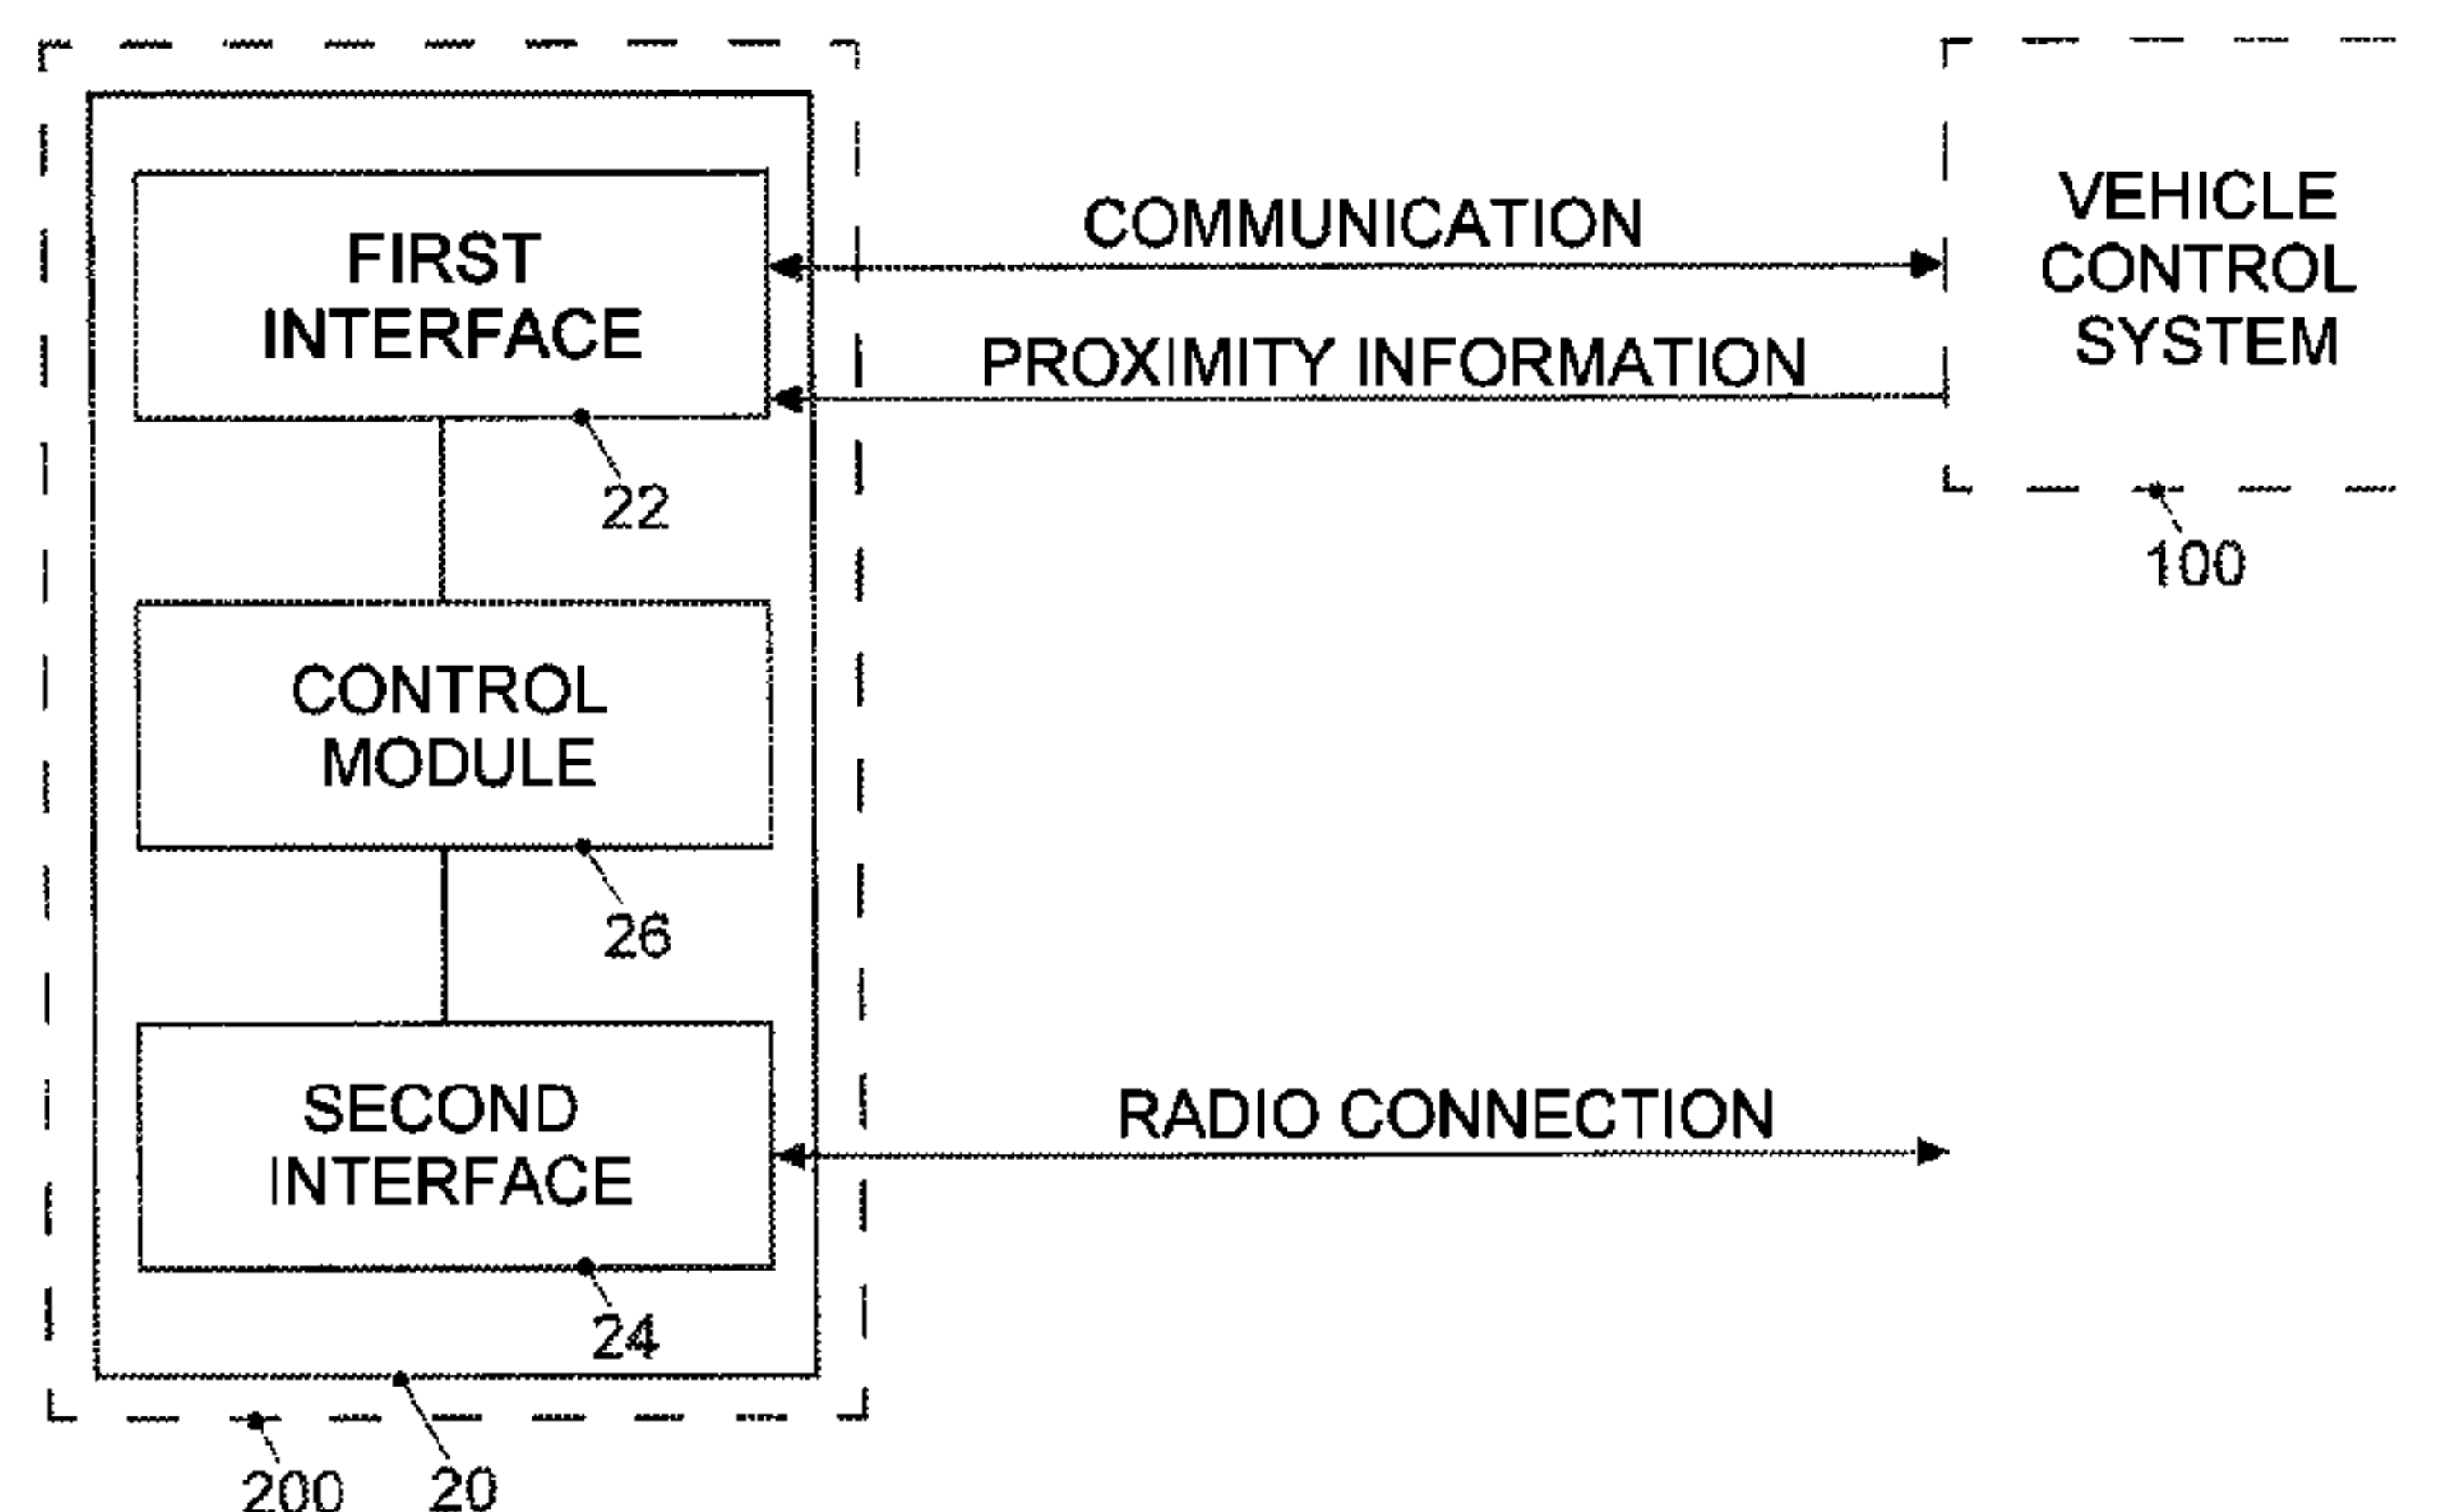 FIRST
INTERFACE
22
CONTROL
MODULE
26
SECOND
INTERFACE
24
200
20
COMMUNICATION
PROXIMITY INFORMATION
RADIO CONNECTION
VEHICLE
CONTROL
SYSTEM
100